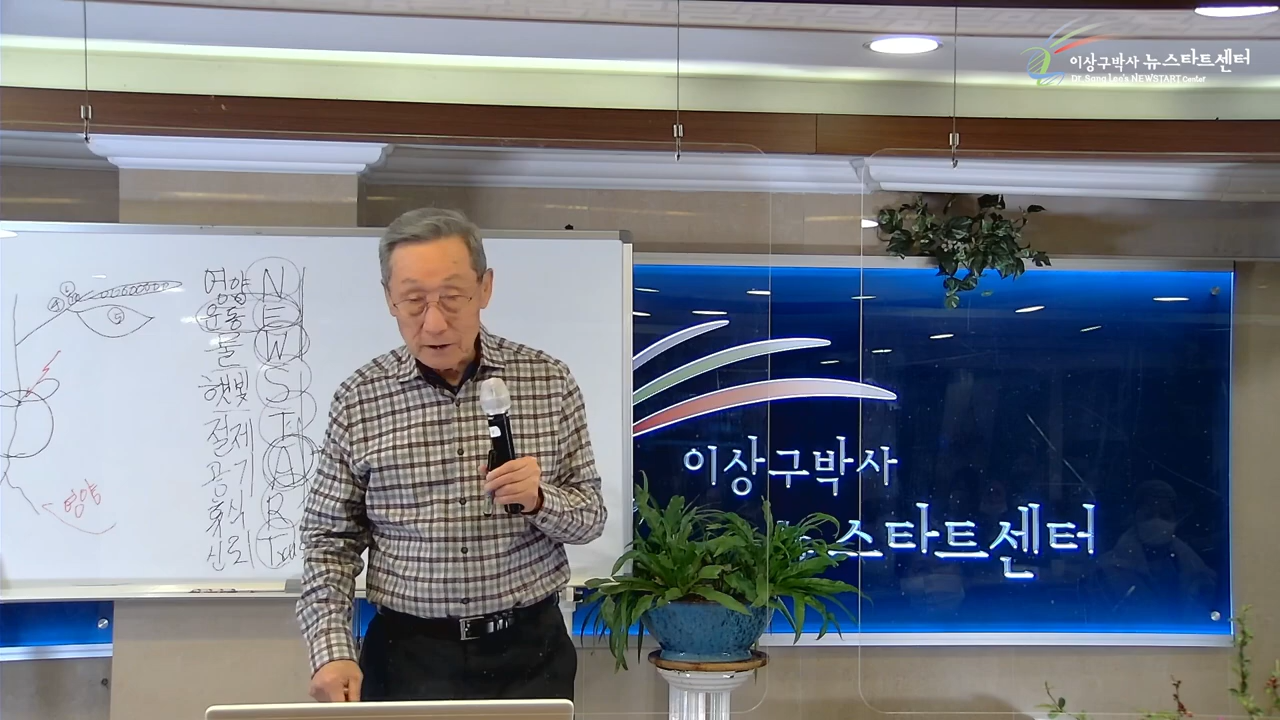 이상구박사 뉴스타트센터
Dr. Sang Lee's NEWSTART Center
영양 N
운동 E
물 W
햇빛 S
절제 T
공기 A
휴식 R
신뢰 T
영양
이상구박사
스타트센터